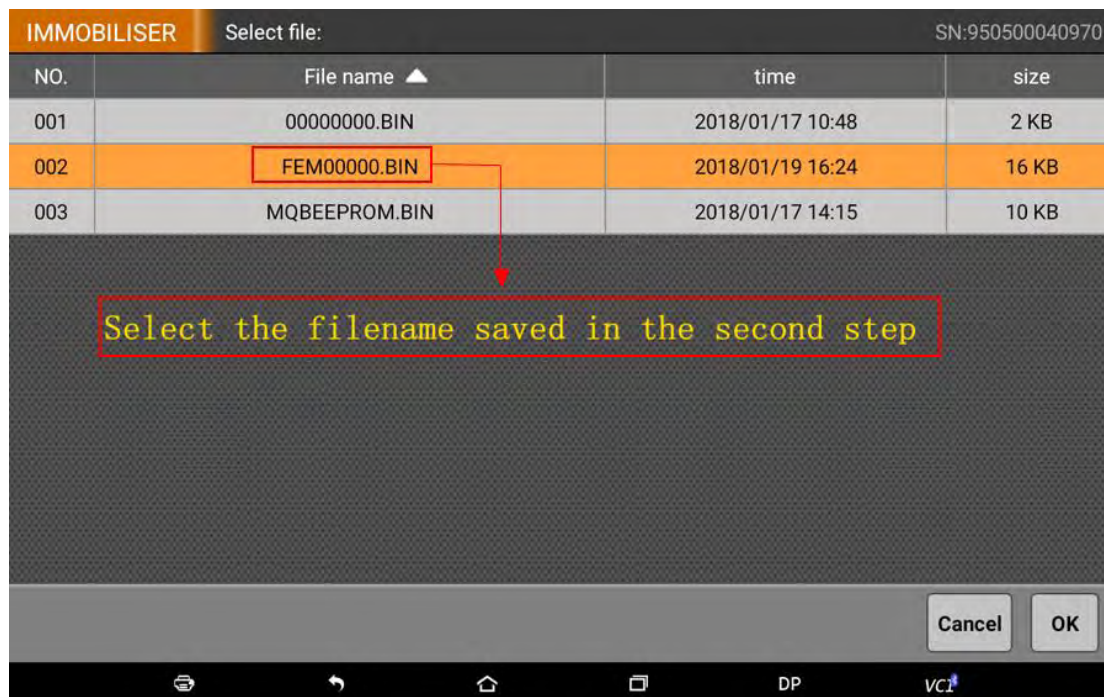 IMMOBILISER Select file: SN:950500040970
NO. File name time size
001 00000000.BIN 2018/01/17 10:48 2 KB
002 FEM00000.BIN 2018/01/19 16:24 16 KB
003 MQBEEPROM.BIN 2018/01/17 14:15 10 KB
Select the filename saved in the second step
Cancel OK
DP VCI